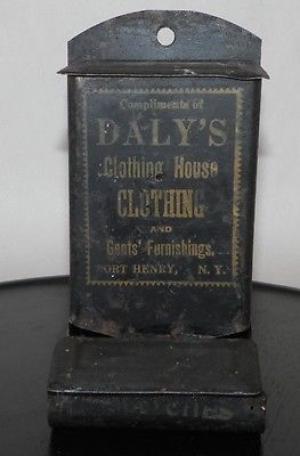 Compliments of
DALY'S
Clothing House
CLOTHING
AND
Gents' Furnishings.
PORT HENRY, N. Y.